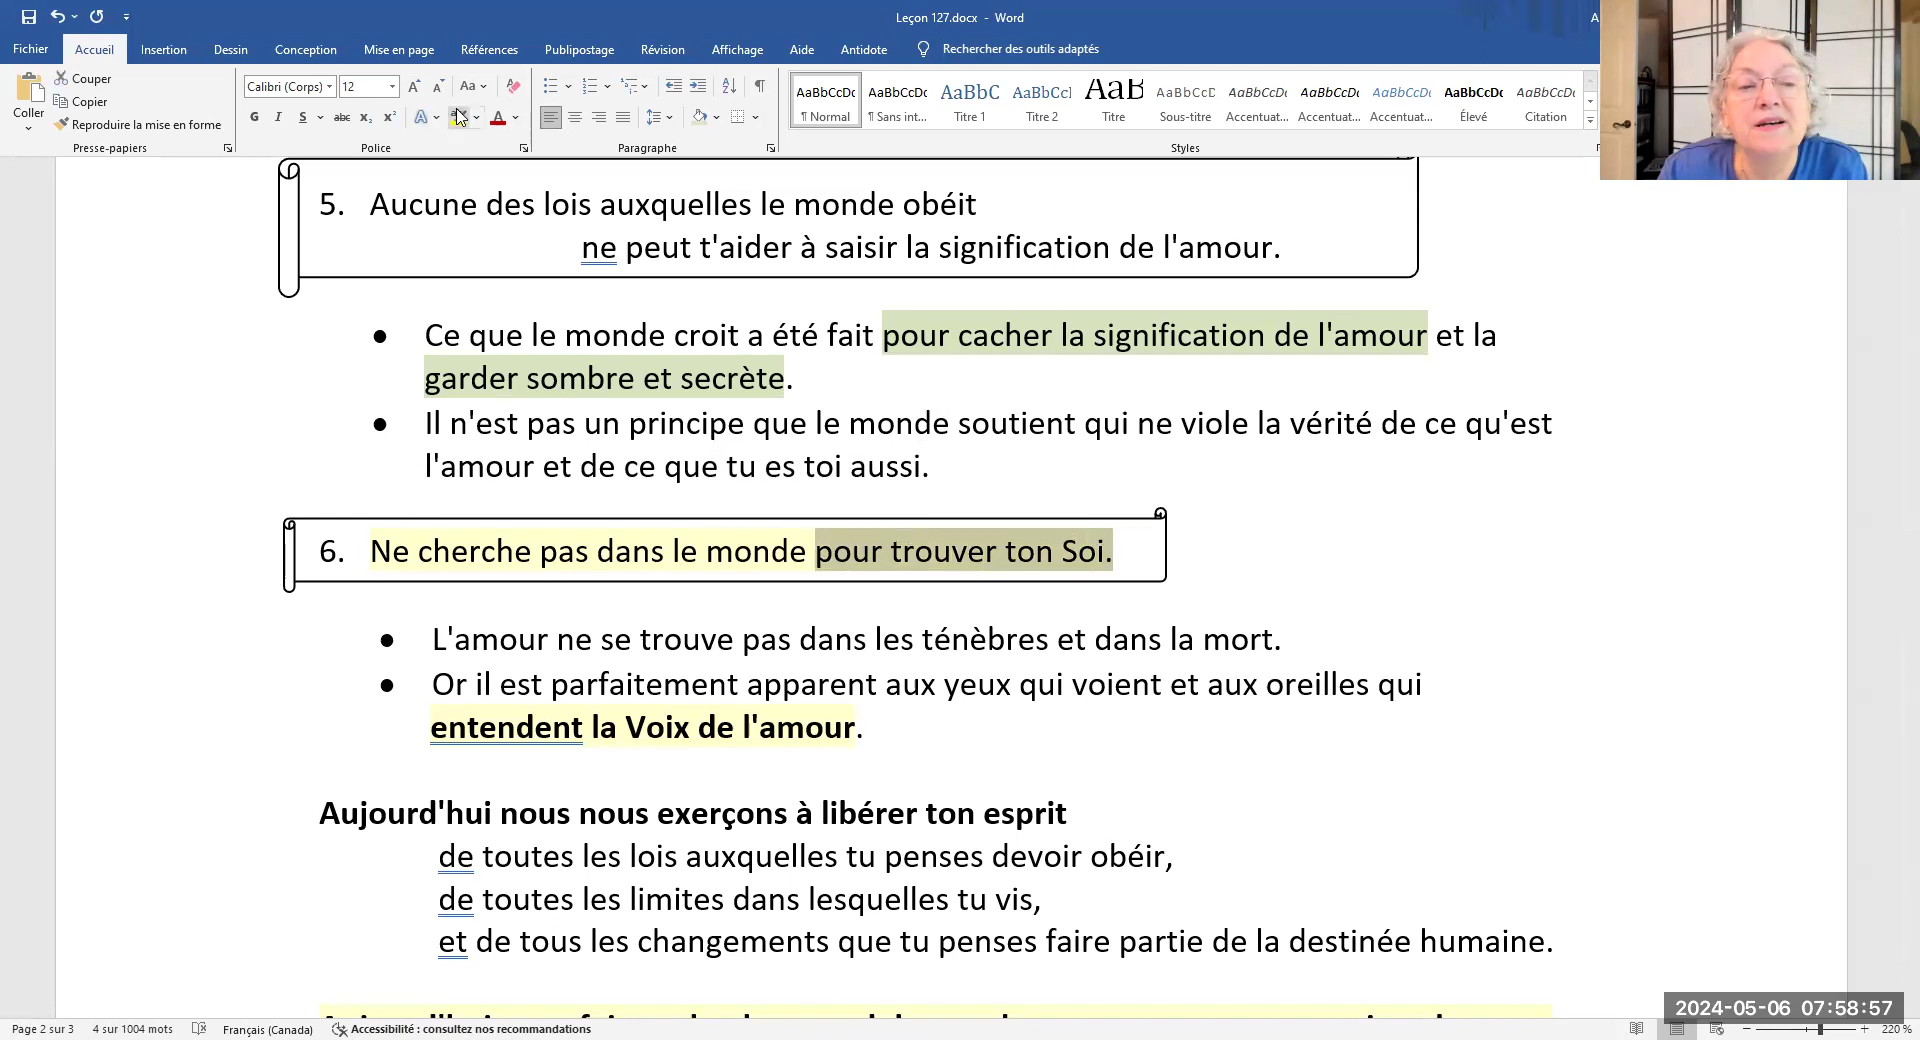 Leçon 127.docx - Word
A
Fichier Accueil Insertion Dessin Conception Mise en page Références Publipostage Révision Affichage Aide Antidote Rechercher des outils adaptés
Coller
Couper
Copier
Reproduire la mise en forme
Presse-papiers
Calibri (Corps) 12
Police
Paragraphe
AaBbCcDc AaBbCcDc AaBbC AaBbCcI AaB AaBbCcC AaBbCcDc AaBbCcDc AaBbCcDc AaBbCcDc AaBbCcDc
¶ Normal ¶ Sans int... Titre 1 Titre 2 Titre Sous-titre Accentuat... Accentuat... Accentuat... Élevé Citation
Styles
5. Aucune des lois auxquelles le monde obéit
ne peut t'aider à saisir la signification de l'amour.
● Ce que le monde croit a été fait pour cacher la signification de l'amour et la
garder sombre et secrète.
● Il n'est pas un principe que le monde soutient qui ne viole la vérité de ce qu'est
l'amour et de ce que tu es toi aussi.
6. Ne cherche pas dans le monde pour trouver ton Soi.
● L'amour ne se trouve pas dans les ténèbres et dans la mort.
● Or il est parfaitement apparent aux yeux qui voient et aux oreilles qui
entendent la Voix de l'amour.
Aujourd'hui nous nous exerçons à libérer ton esprit
de toutes les lois auxquelles tu penses devoir obéir,
de toutes les limites dans lesquelles tu vis,
et de tous les changements que tu penses faire partie de la destinée humaine.
2024-05-06 07:58:57
Page 2 sur 3 4 sur 1004 mots Français (Canada) Accessibilité : consultez nos recommandations 220 %